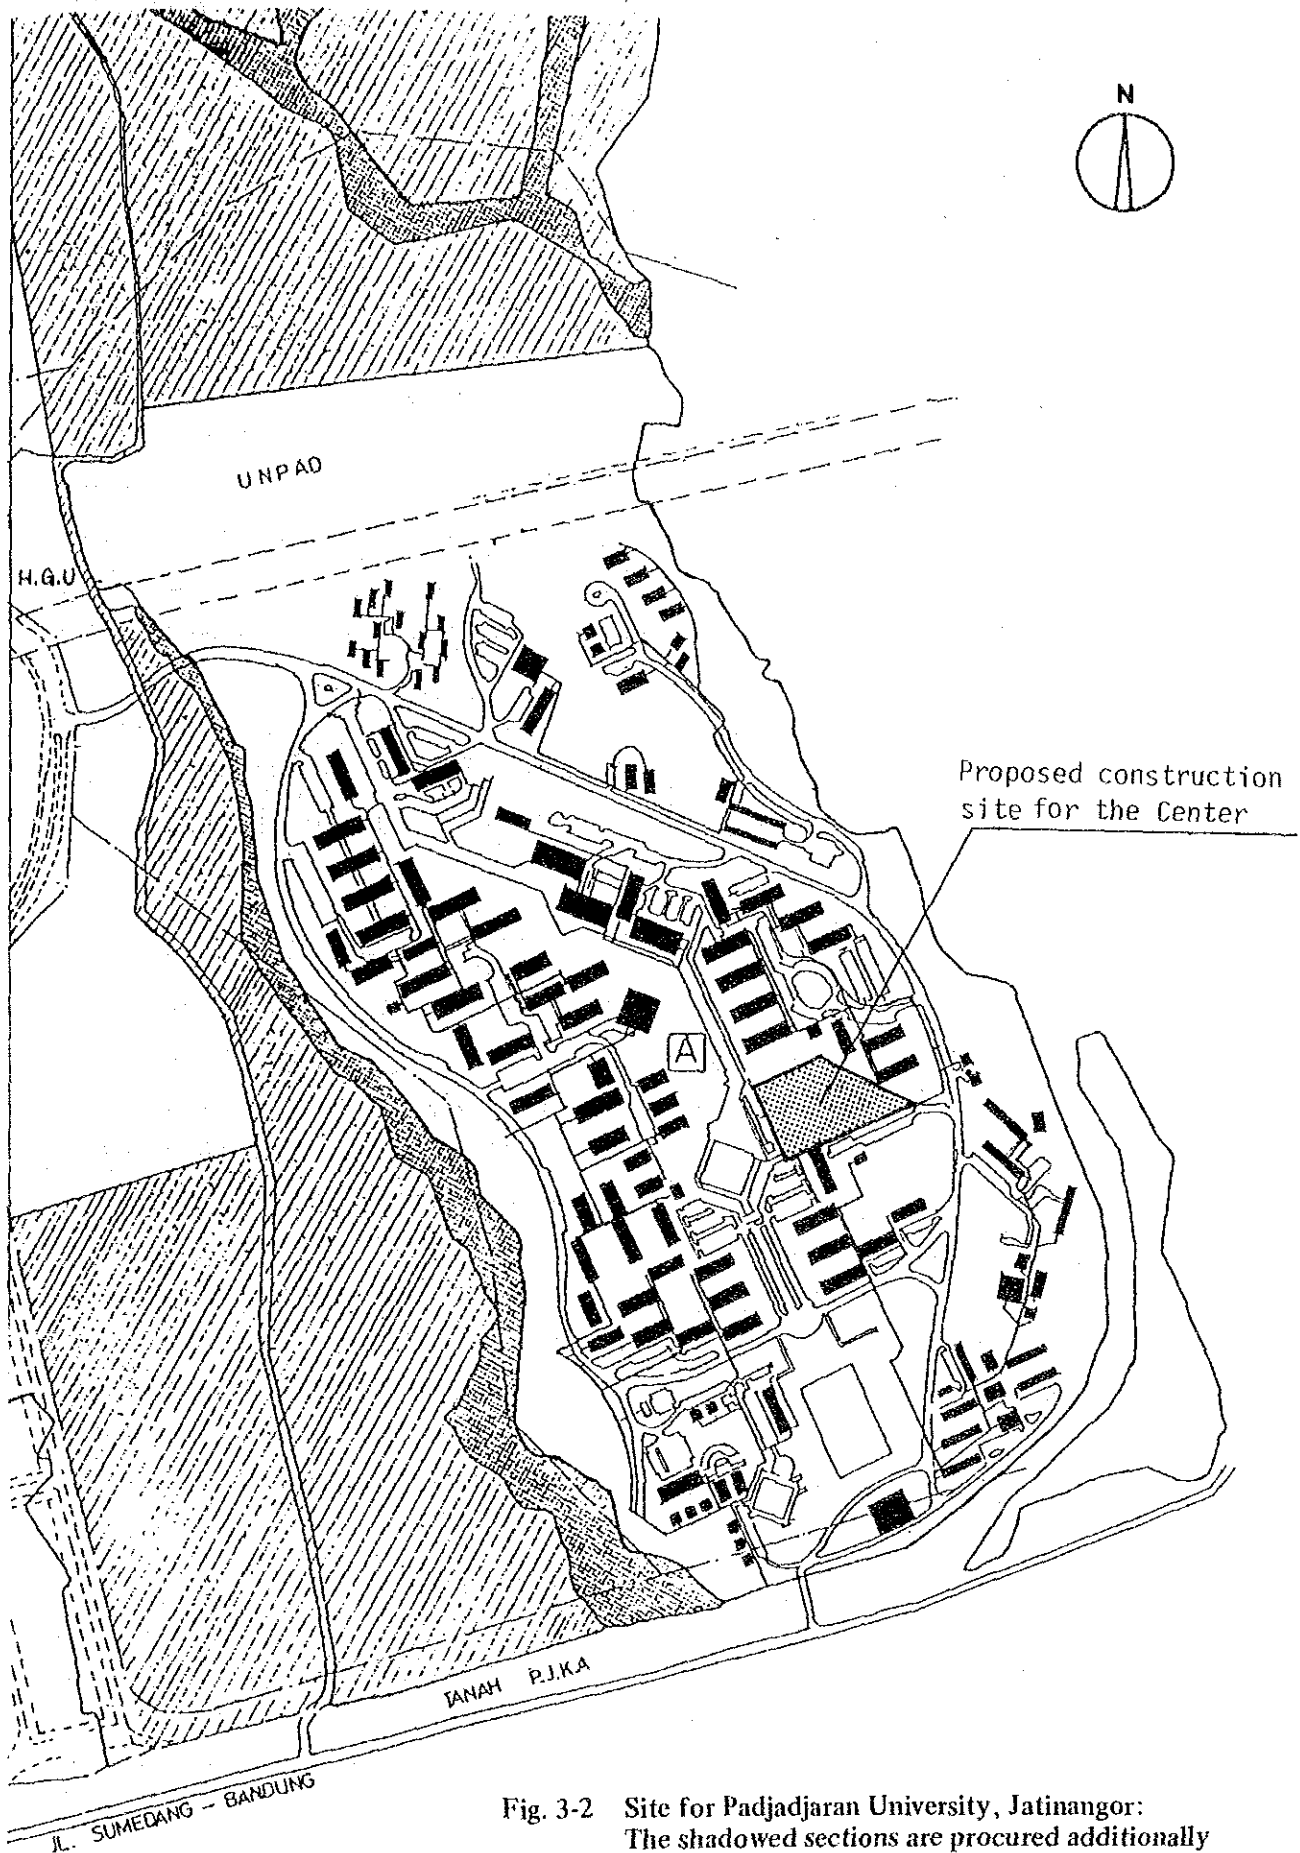 N
UNPAD
H.G.U
Proposed construction
site for the Center
A
TANAH P.J.K.A
JL. SUMEDANG - BANDUNG
Fig. 3-2 Site for Padjadjaran University, Jatinangor:
The shadowed sections are procured additionally